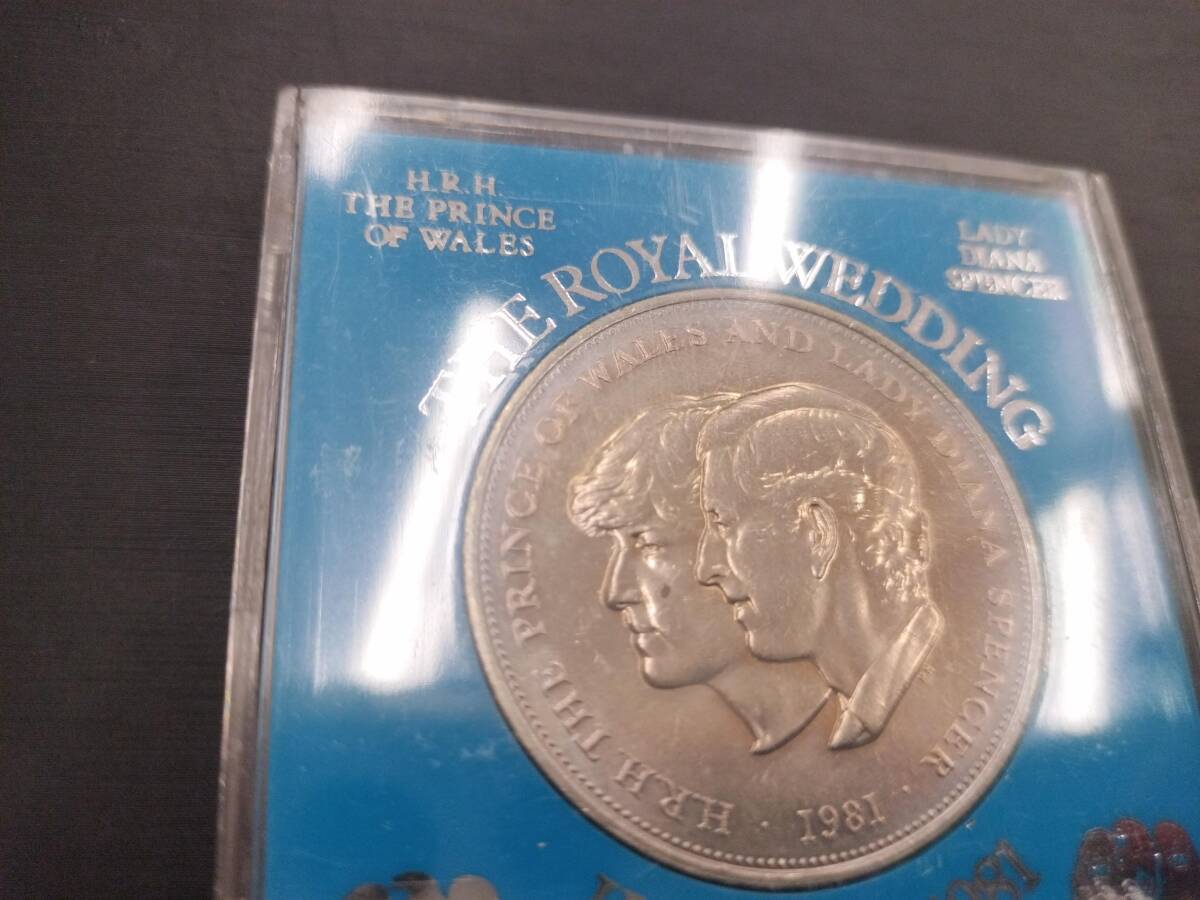 H.R.H.
THE PRINCE
OF WALES
LADY
DIANA
SPENCER
THE ROYAL WEDDING
H.R.H. THE PRINCE OF WALES AND LADY DIANA SPENCER ·
· 1981 ·